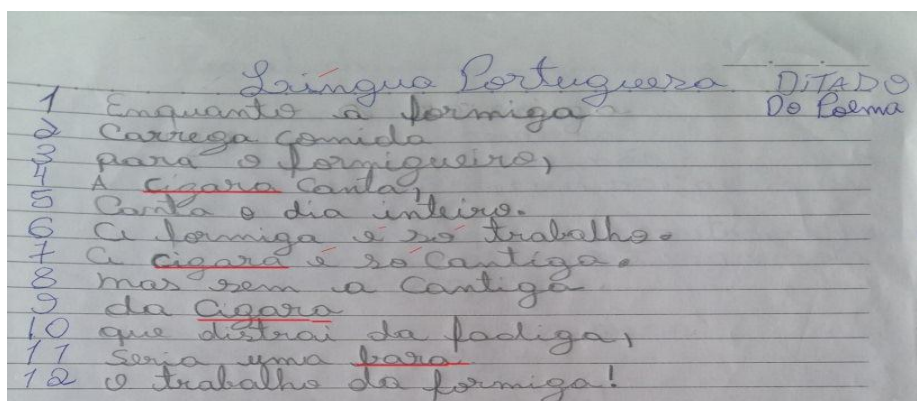 Língua Portuguesa DITADO
Do Poema
1 Enquanto a formiga
2 Carrega comida
3 para o formigueiro,
4 A cigara canta,
5 Canta o dia inteiro.
6 A formiga é só trabalho.
7 A cigara é só cantiga.
8 mas sem a cantiga
9 da cigara
10 que distrai da fadiga,
11 seria uma bara
12 o trabalho da formiga!